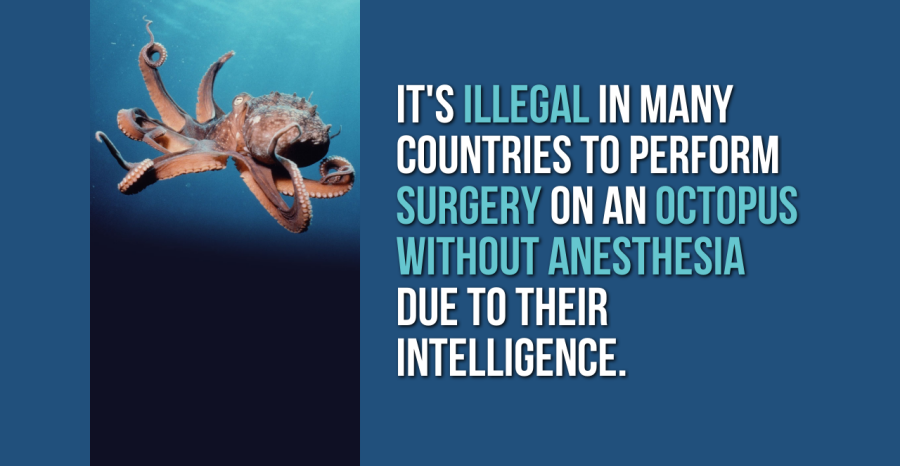 IT'S ILLEGAL IN MANY
COUNTRIES TO PERFORM
SURGERY ON AN OCTOPUS
WITHOUT ANESTHESIA
DUE TO THEIR
INTELLIGENCE.